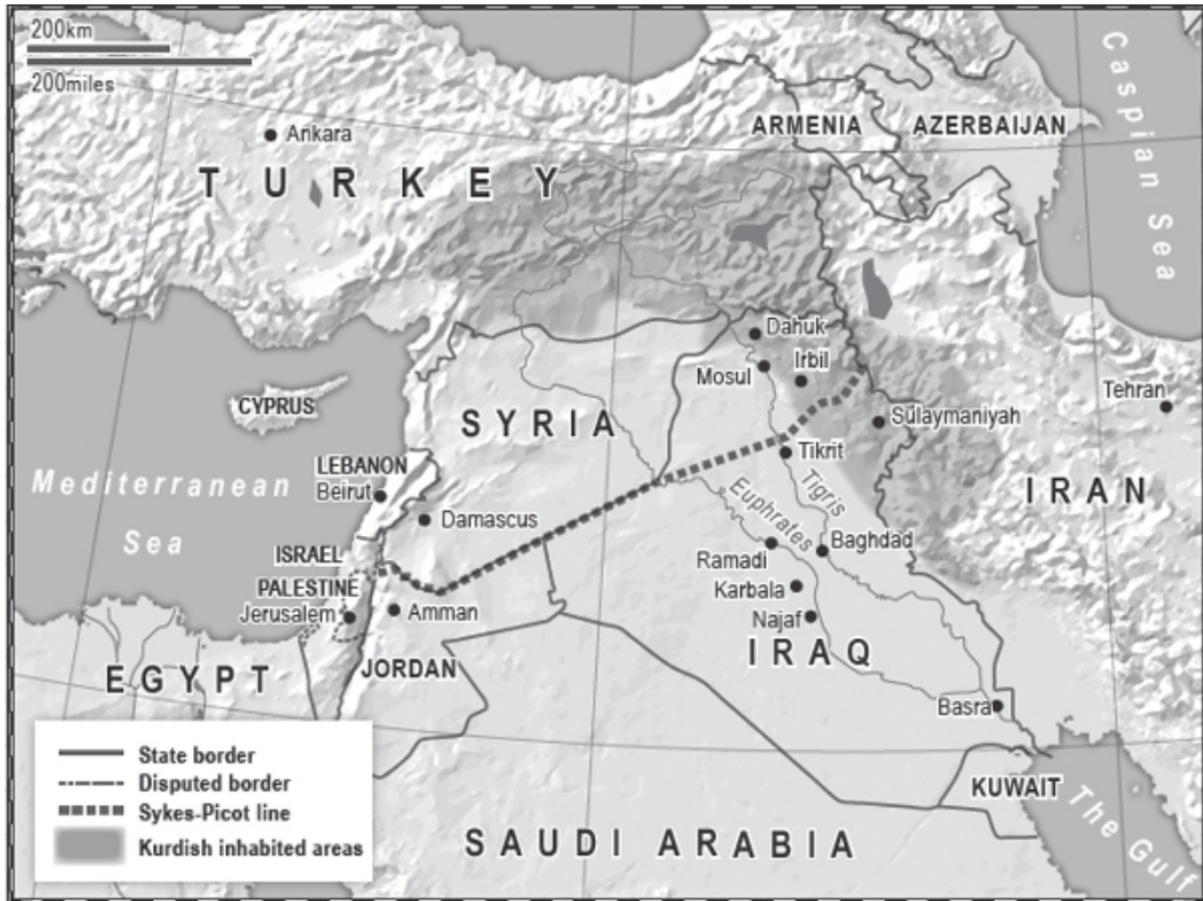 200km
200miles
Ankara
TURKEY
ARMENIA
AZERBAIJAN
Caspian Sea
Dahuk
Mosul
Irbil
Tehran
CYPRUS
SYRIA
Sulaymaniyah
LEBANON
Beirut
Tikrit
Mediterranean
Sea
Damascus
Tigris
Euphrates
IRAN
ISRAEL
Ramadi
Baghdad
PALESTINE
Karbala
Jerusalem
Amman
Najaf
EGYPT
JORDAN
IRAQ
Basra
State border
Disputed border
Sykes-Picot line
Kurdish inhabited areas
KUWAIT
The Gulf
SAUDI ARABIA